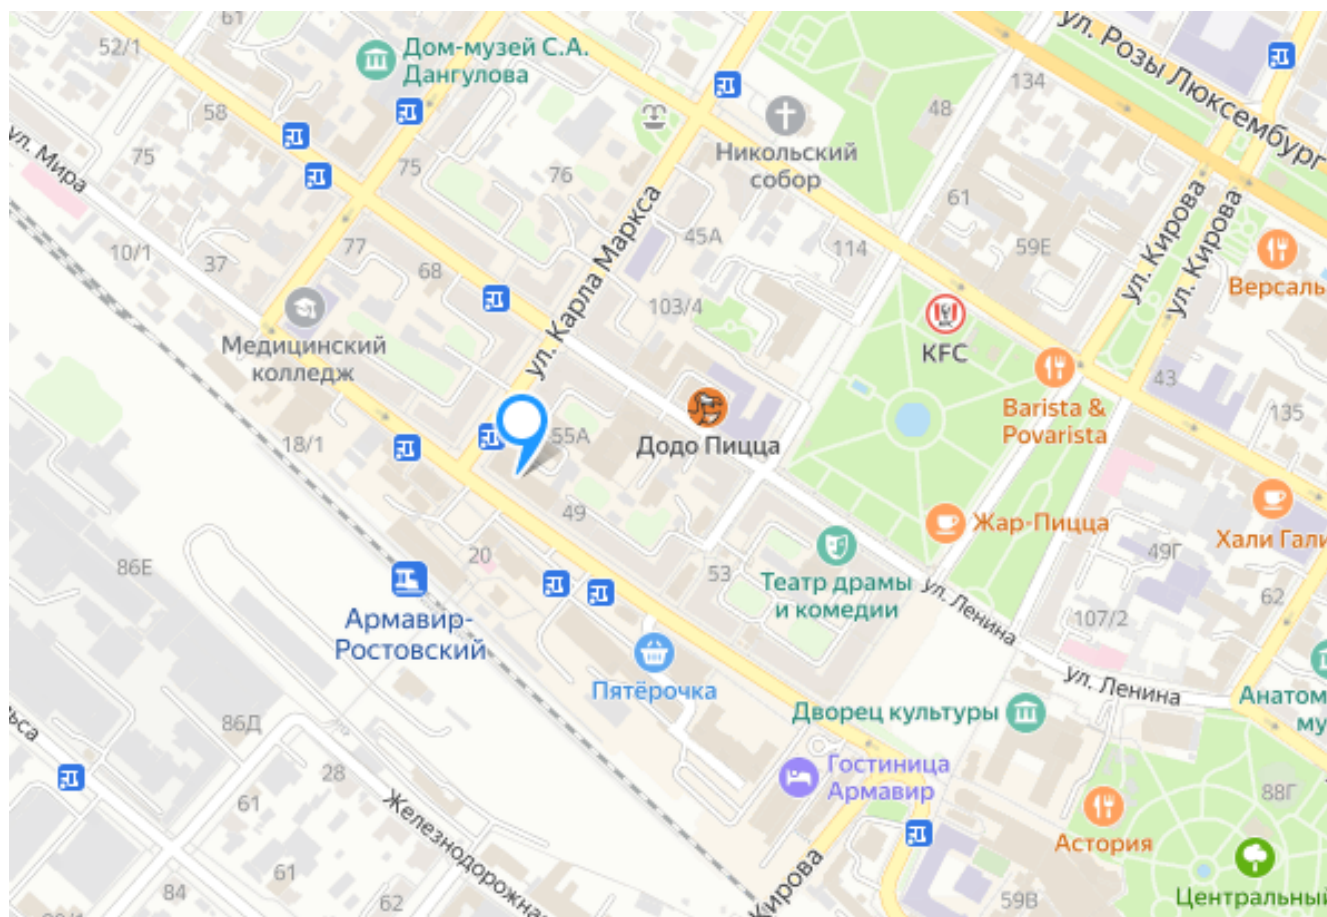 61
52/1
Дом-музей С.А.
Дангулова
ул. Розы Люксембург
134
58
48
ул. Мира
75
75
76
Никольский
собор
61
ул. Карла Маркса
ул. Кирова
ул. Кирова
10/1
37
77
68
45А
114
59Е
Версаль
103/4
Медицинский
колледж
KFC
43
Barista &
Povarista
135
18/1
55А
Додо Пицца
49
Жар-Пицца
Хали Гали
49Г
86Е
20
53
Театр драмы
и комедии
ул. Ленина
62
107/2
Армавир-
Ростовский
Пятёрочка
ул. Ленина
Анатом
му
86Д
Дворец культуры
ьса
28
Гостиница
Армавир
88Г
61
Железнодорожна
Астория
61
84
62
Кирова
59В
Центральный